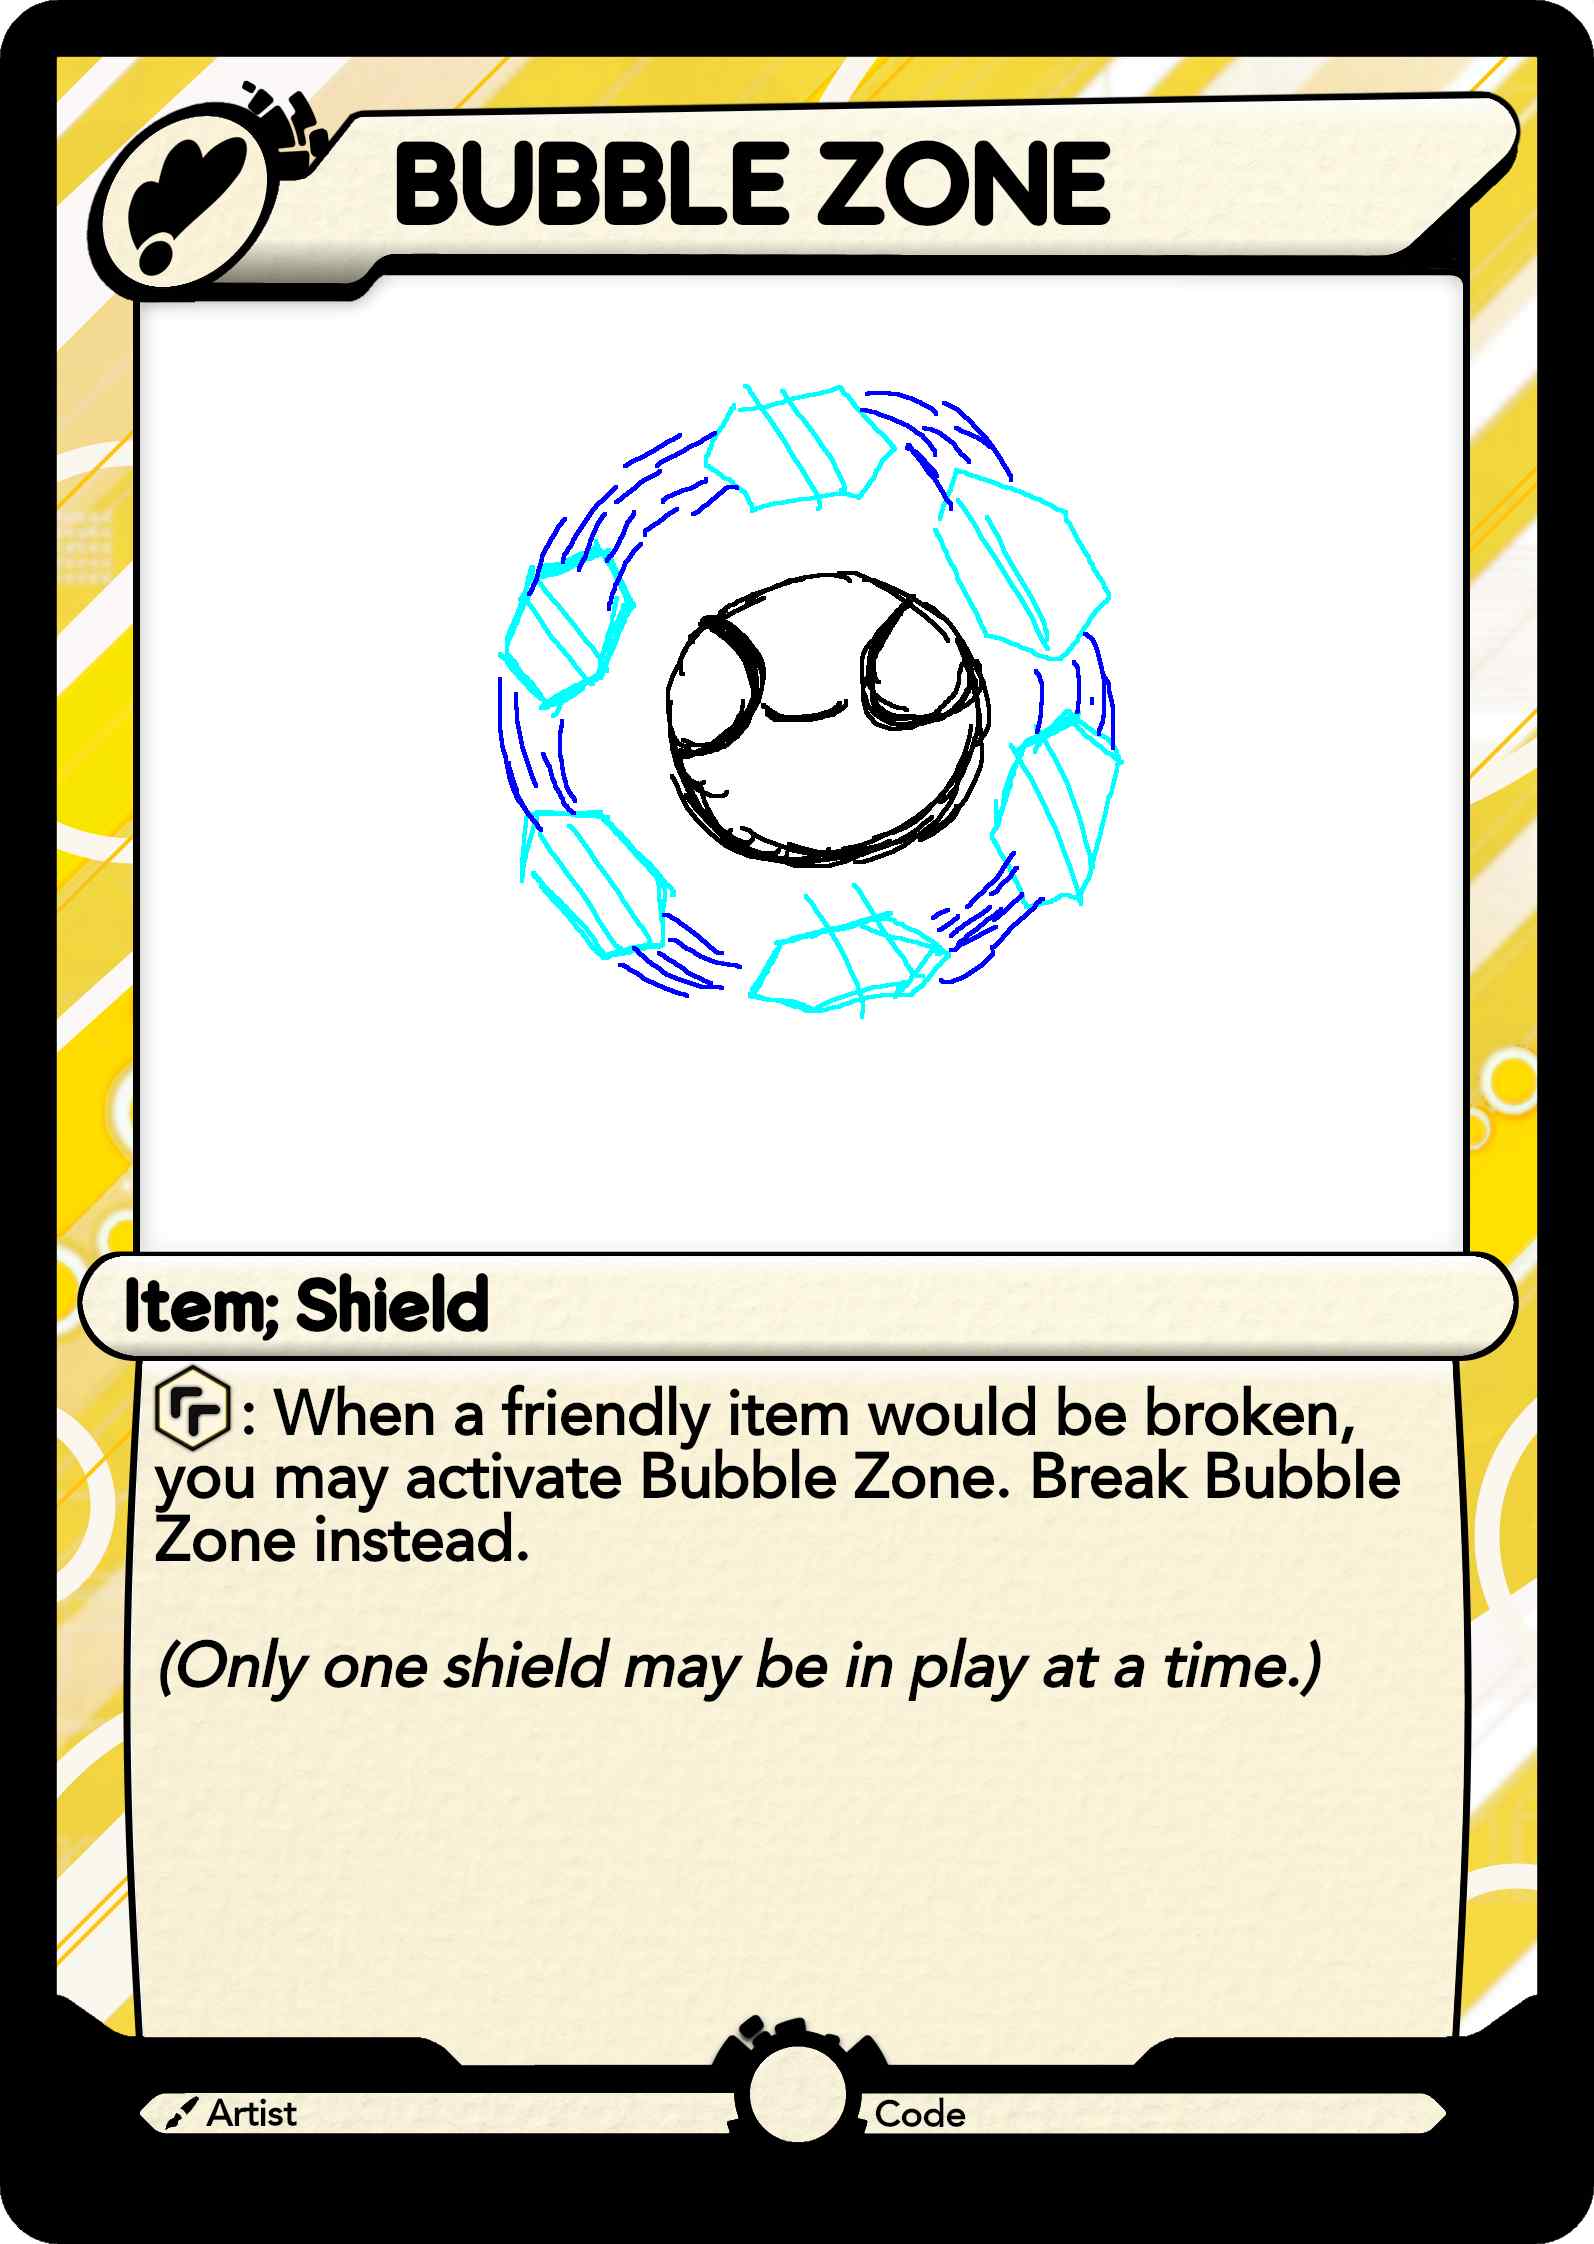 BUBBLE ZONE
Item; Shield
: When a friendly item would be broken,
you may activate Bubble Zone. Break Bubble
Zone instead.
(Only one shield may be in play at a time.)
Artist
Code